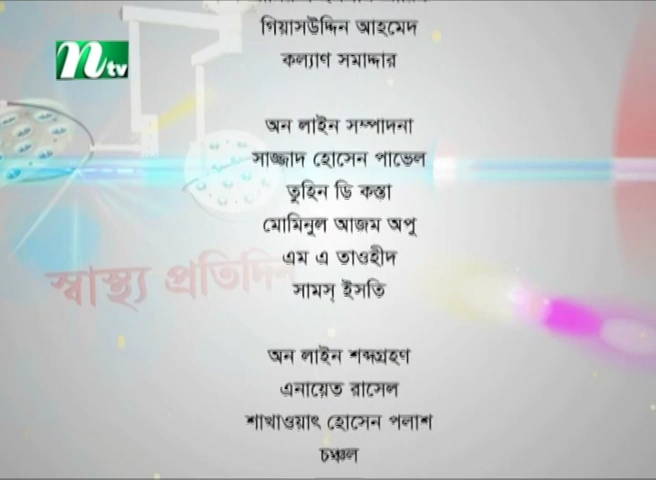 গিয়াসউদ্দিন আহমেদ
ntv
কল্যাণ সমাদ্দার
অন লাইন সম্পাদনা
সাজ্জাদ হোসেন পাভেল
তুহিন ডি কস্তা
মোমিনুল আজম অপু
এম এ তাওহীদ
স্বাস্থ্য প্রতিদিন
সামস্ ইসতি
অন লাইন শব্দগ্রহণ
এনায়েত রাসেল
শাখাওয়াৎ হোসেন পলাশ
চঞ্চল